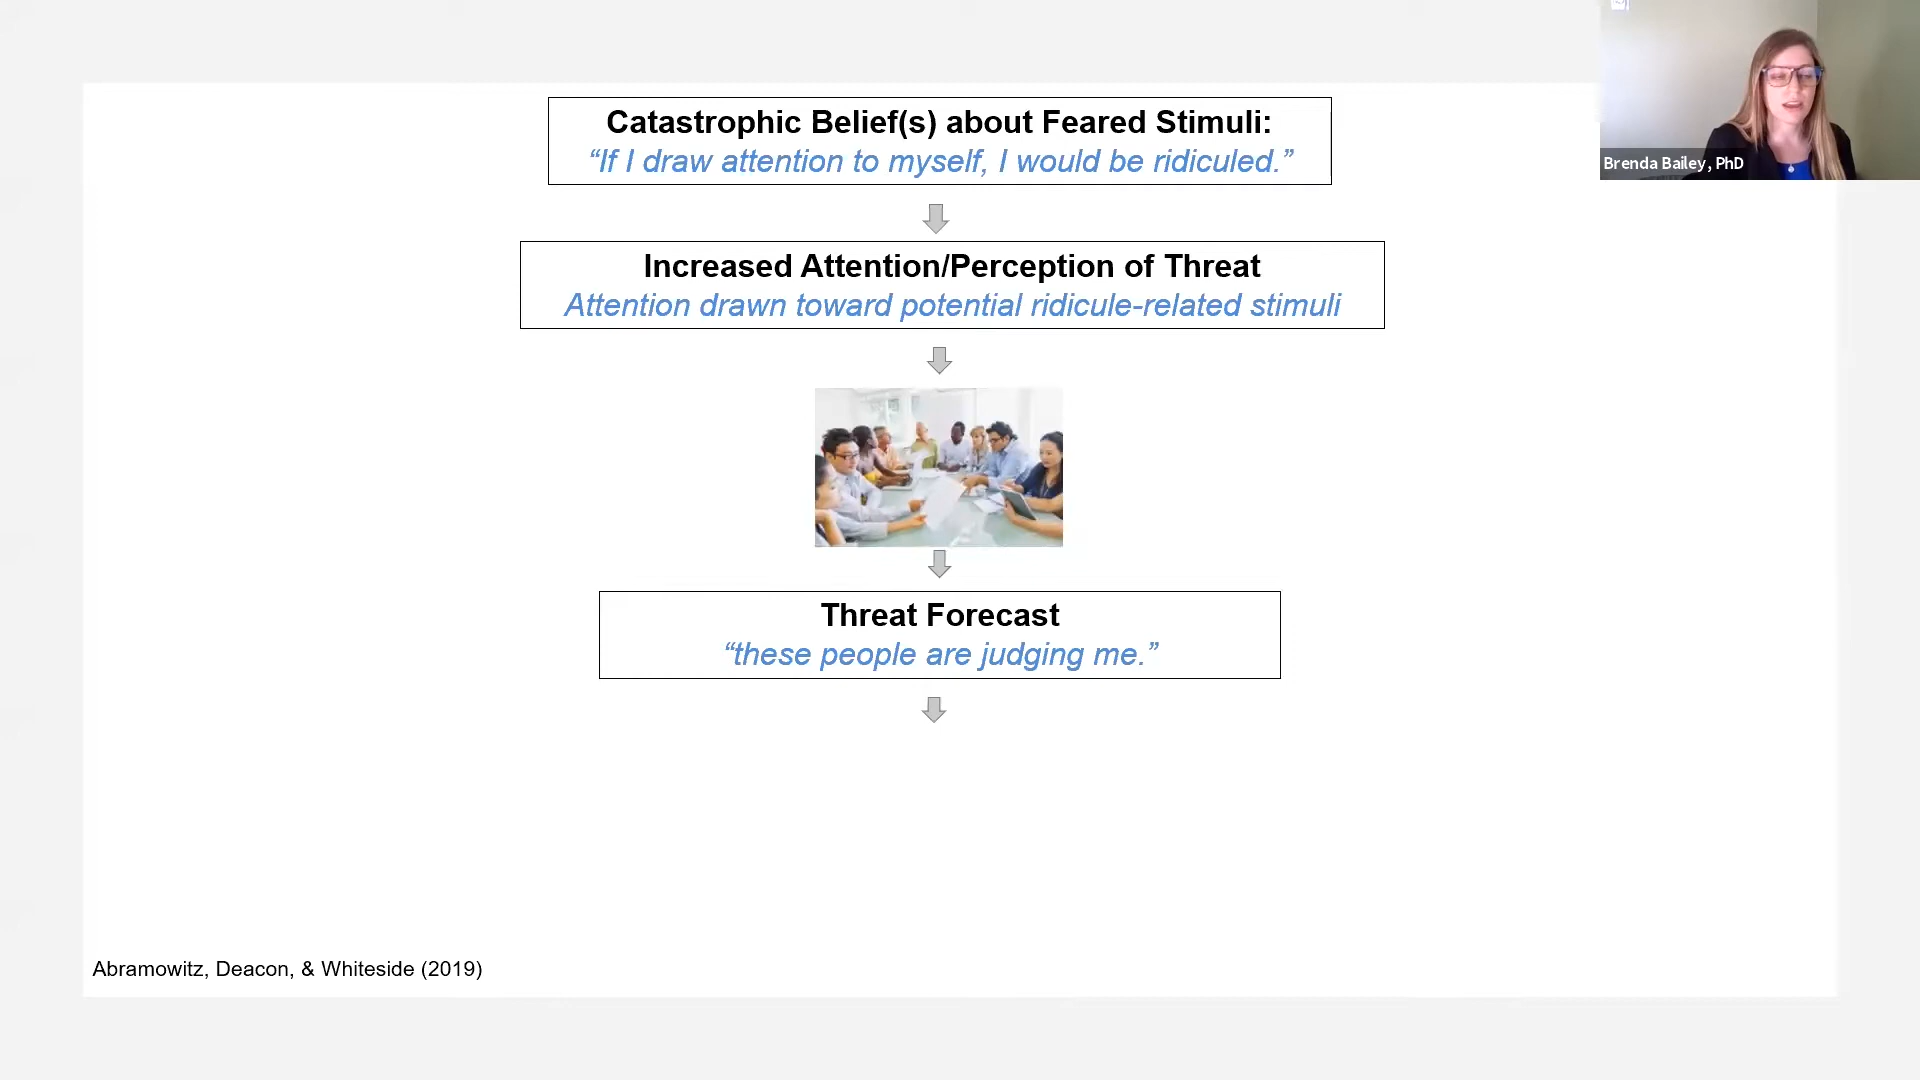 Catastrophic Belief(s) about Feared Stimuli:
“If I draw attention to myself, I would be ridiculed.”
Brenda Bailey, PhD
Increased Attention/Perception of Threat
Attention drawn toward potential ridicule-related stimuli
Threat Forecast
“these people are judging me.”
Abramowitz, Deacon, & Whiteside (2019)